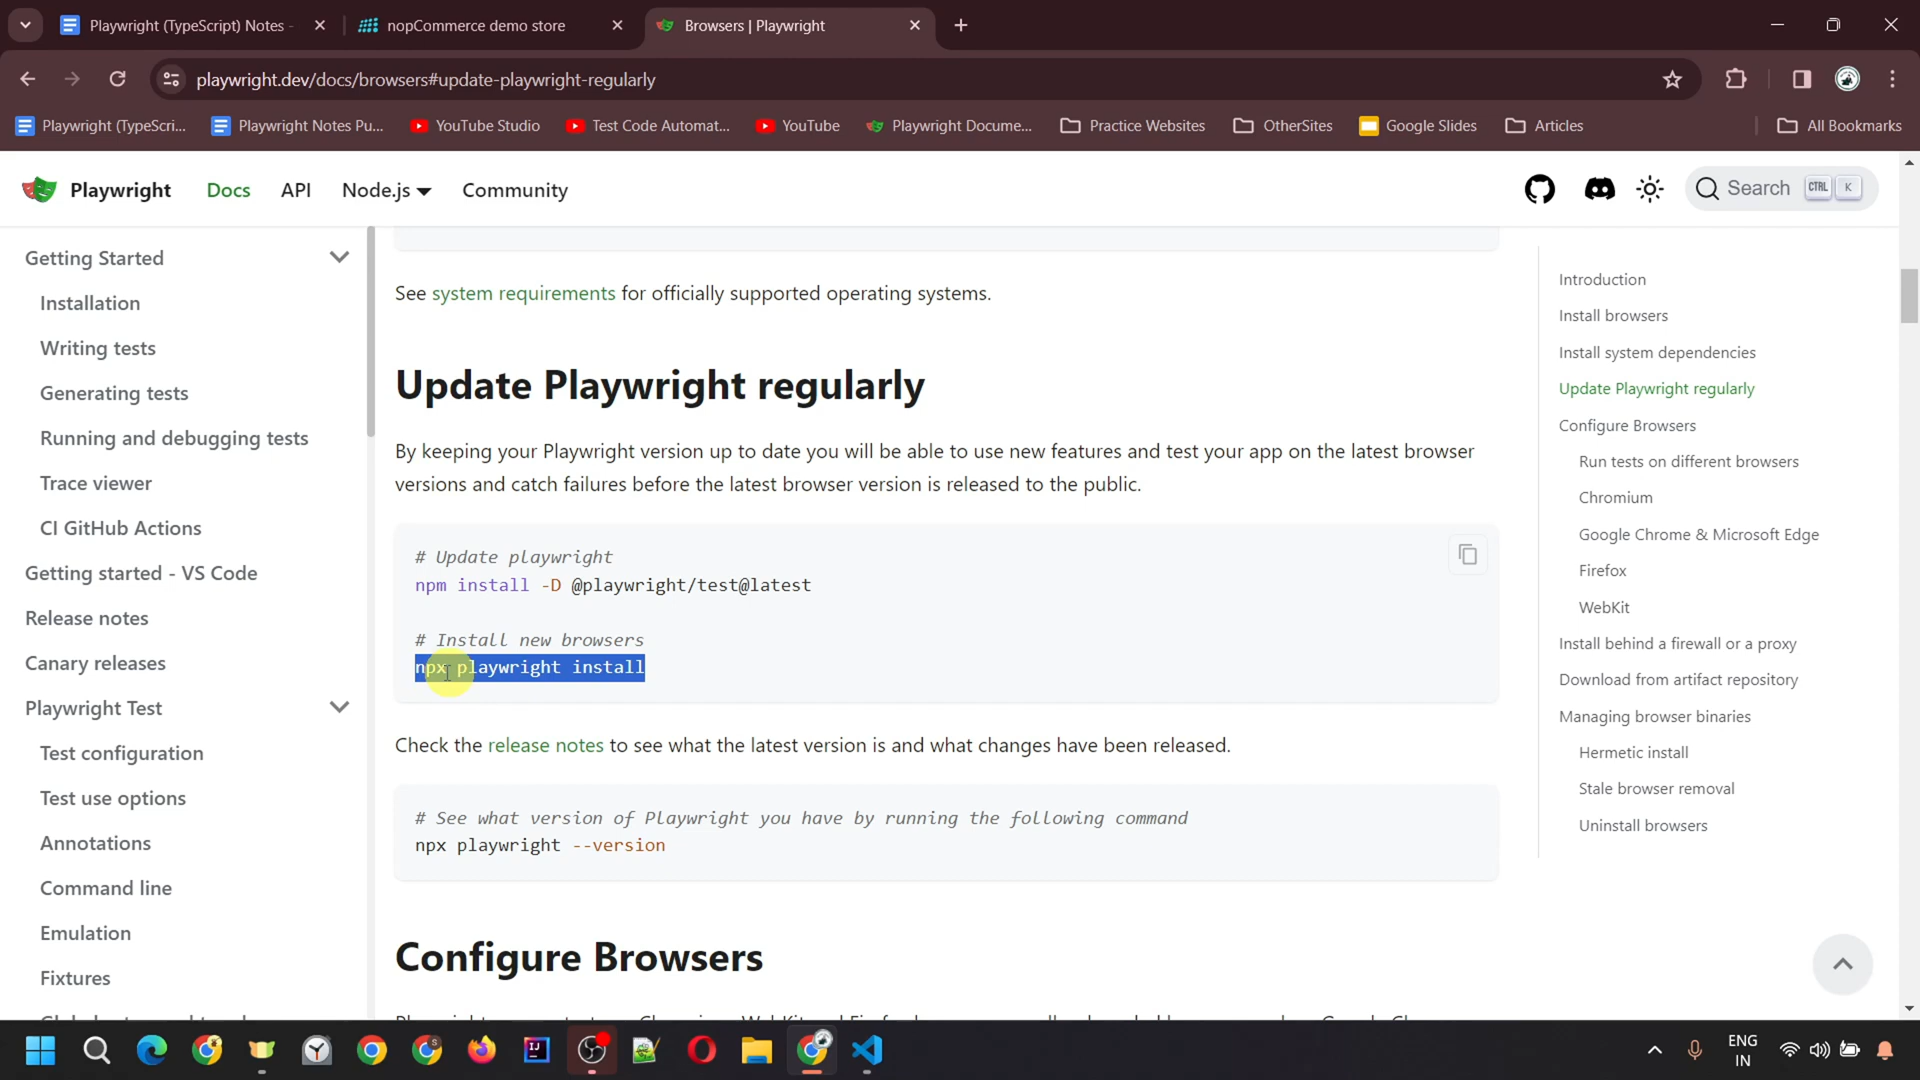 Playwright (TypeScript) Notes -
nopCommerce demo store
Browsers | Playwright
playwright.dev/docs/browsers#update-playwright-regularly
Playwright (TypeScri...
Playwright Notes Pu...
YouTube Studio
Test Code Automat...
YouTube
Playwright Docume...
Practice Websites
OtherSites
Google Slides
Articles
All Bookmarks
Playwright
Docs
API
Node.js
Community
Search
CTRL
K
Getting Started
Installation
Writing tests
Generating tests
Running and debugging tests
Trace viewer
CI GitHub Actions
Getting started - VS Code
Release notes
Canary releases
Playwright Test
Test configuration
Test use options
Annotations
Command line
Emulation
Fixtures
See system requirements for officially supported operating systems.
Update Playwright regularly
By keeping your Playwright version up to date you will be able to use new features and test your app on the latest browser
versions and catch failures before the latest browser version is released to the public.
# Update playwright
npm install -D @playwright/test@latest
# Install new browsers
npx playwright install
Check the release notes to see what the latest version is and what changes have been released.
# See what version of Playwright you have by running the following command
npx playwright --version
Configure Browsers
Introduction
Install browsers
Install system dependencies
Update Playwright regularly
Configure Browsers
Run tests on different browsers
Chromium
Google Chrome & Microsoft Edge
Firefox
WebKit
Install behind a firewall or a proxy
Download from artifact repository
Managing browser binaries
Hermetic install
Stale browser removal
Uninstall browsers
ENG
IN